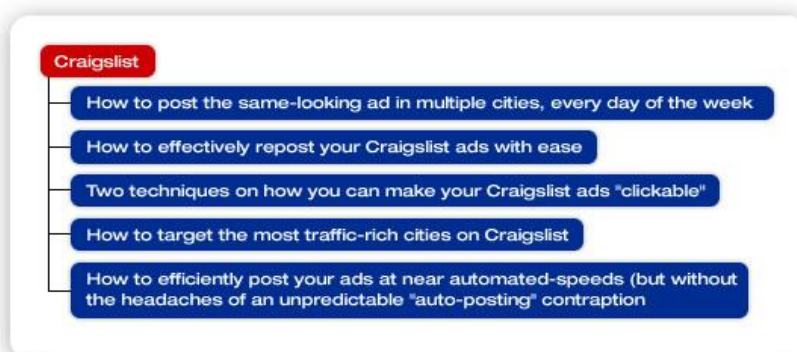 Craigslist
How to post the same-looking ad in multiple cities, every day of the week
How to effectively repost your Craigslist ads with ease
Two techniques on how you can make your Craigslist ads "clickable"
How to target the most traffic-rich cities on Craigslist
How to efficiently post your ads at near automated-speeds (but without
the headaches of an unpredictable "auto-posting" contraption